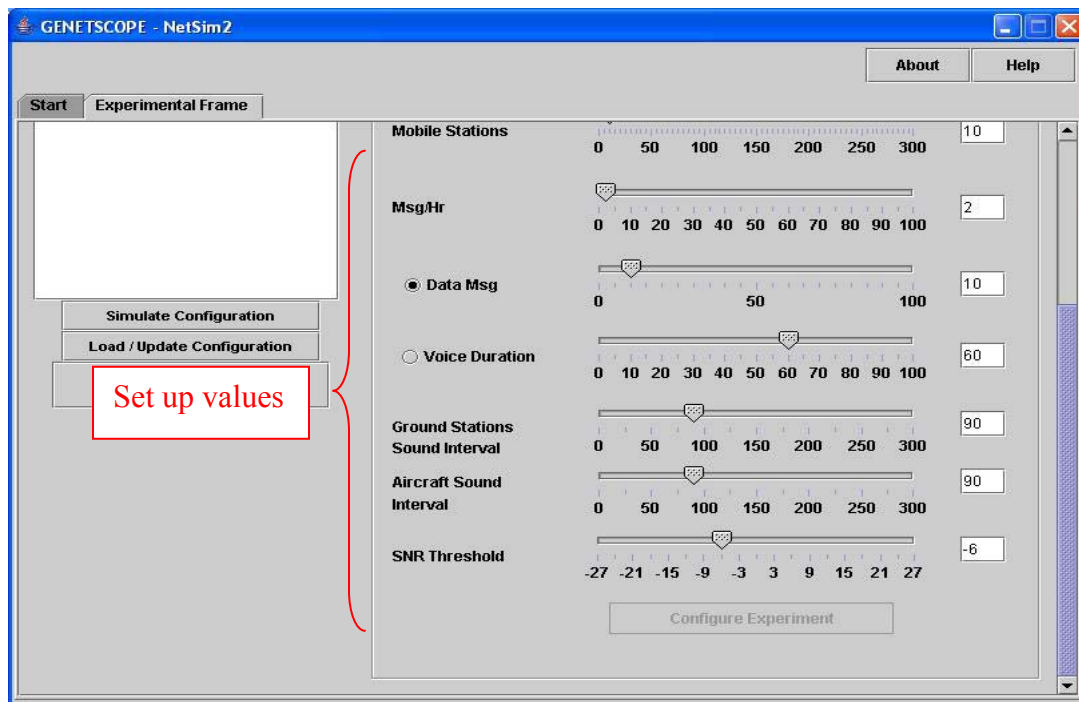 GENETSCOPE - NetSim2
About Help
Start Experimental Frame
Mobile Stations
0 50 100 150 200 250 300
10
Msg/Hr
0 10 20 30 40 50 60 70 80 90 100
2
Data Msg
0 50 100
10
Voice Duration
0 10 20 30 40 50 60 70 80 90 100
60
Ground Stations
Sound Interval
0 50 100 150 200 250 300
90
Aircraft Sound
Interval
0 50 100 150 200 250 300
90
SNR Threshold
-27 -21 -15 -9 -3 3 9 15 21 27
-6
Configure Experiment
Simulate Configuration
Load / Update Configuration
Set up values